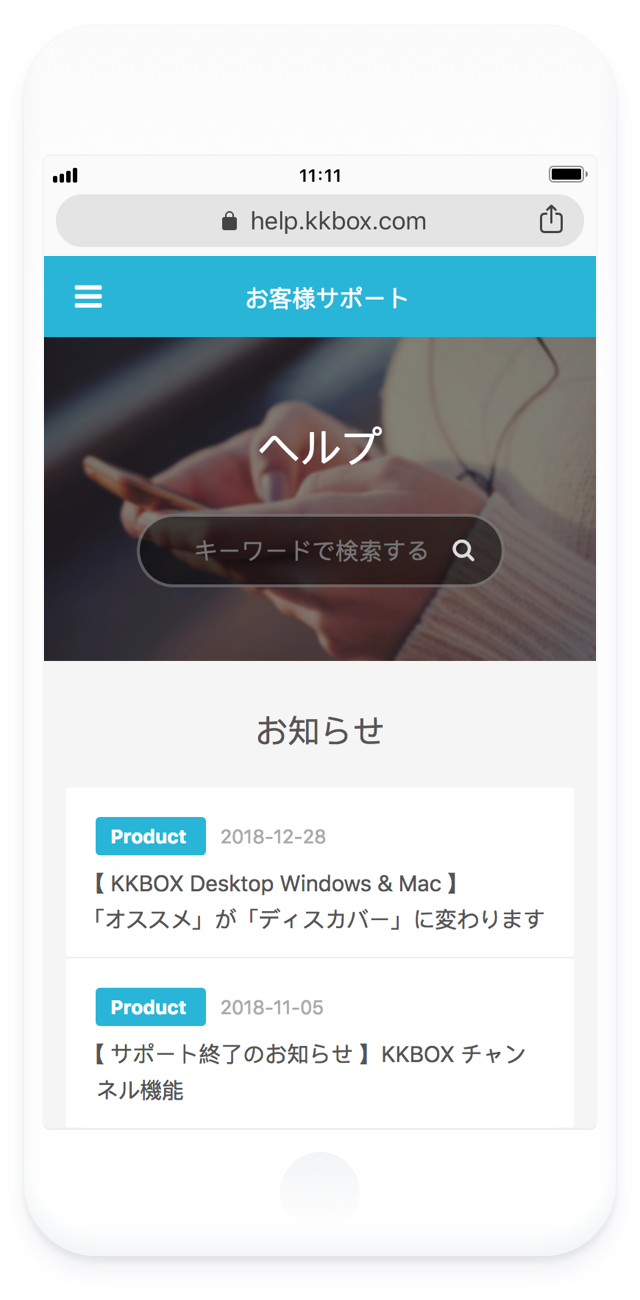 11:11
help.kkbox.com
お客様サポート
ヘルプ
キーワードで検索する
お知らせ
Product 2018-12-28
【 KKBOX Desktop Windows & Mac 】
「オススメ」が「ディスカバー」に変わります
Product 2018-11-05
【 サポート終了のお知らせ 】KKBOX チャン
ネル機能